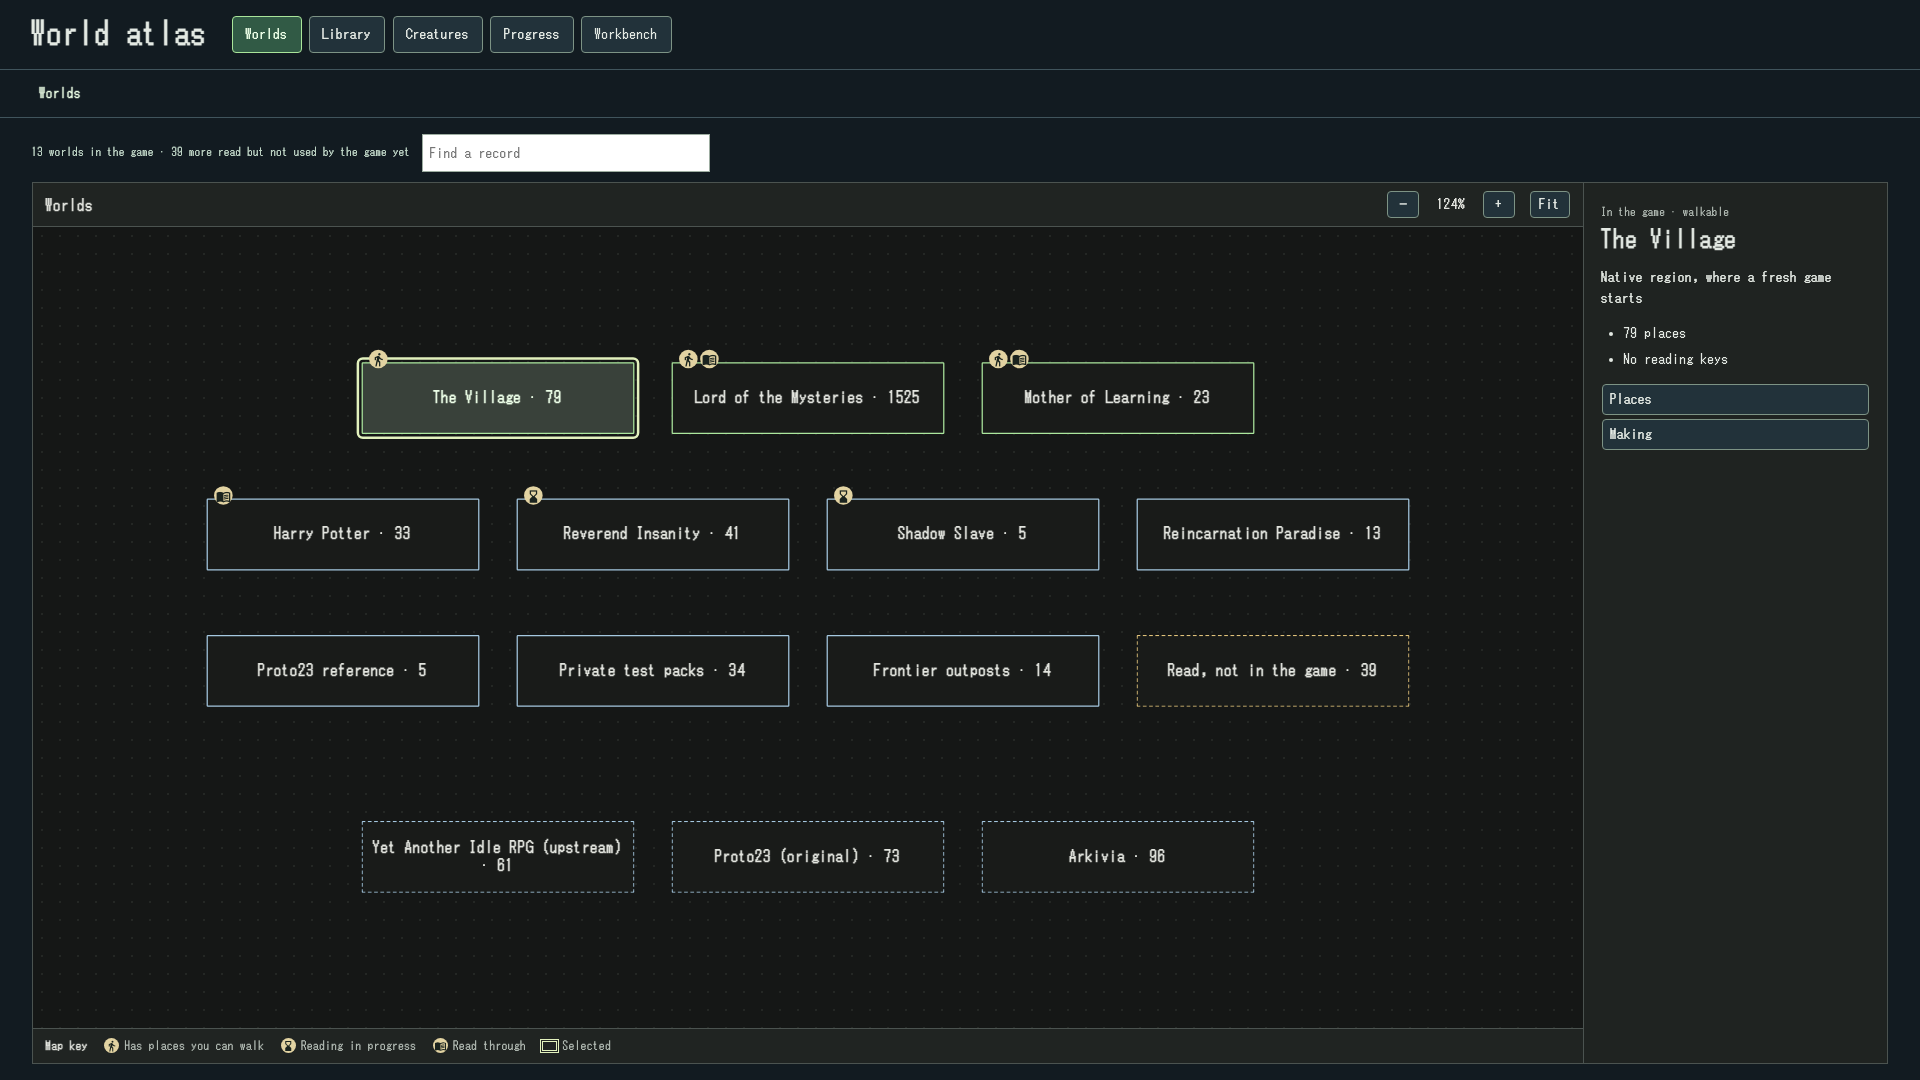 World atlas
Worlds
Library
Creatures
Progress
Workbench
Worlds
13 worlds in the game · 39 more read but not used by the game yet
Find a record
Worlds
−
124%
+
Fit
The Village · 79
Lord of the Mysteries · 1525
Mother of Learning · 23
Harry Potter · 33
Reverend Insanity · 41
Shadow Slave · 5
Reincarnation Paradise · 13
Proto23 reference · 5
Private test packs · 34
Frontier outposts · 14
Read, not in the game · 39
Yet Another Idle RPG (upstream)
· 61
Proto23 (original) · 73
Arkivia · 96
Map key
Has places you can walk
Reading in progress
Read through
Selected
In the game · walkable
The Village
Native region, where a fresh game
starts
• 79 places
• No reading keys
Places
Making